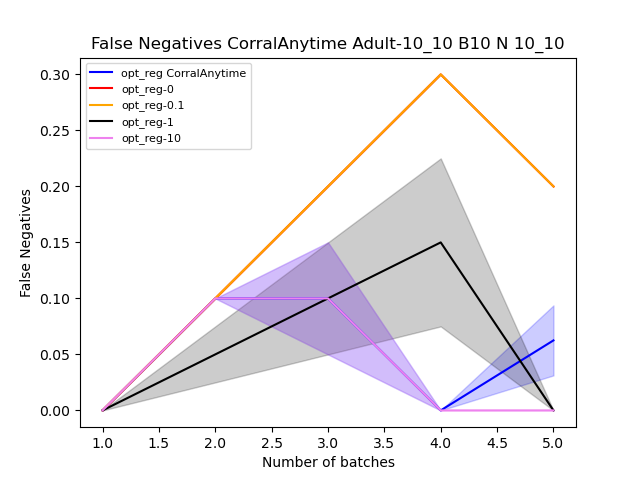 False Negatives CorralAnytime Adult-10_10 B10 N 10_10
opt_reg CorralAnytime
opt_reg-0
opt_reg-0.1
opt_reg-1
opt_reg-10
False Negatives
0.30
0.25
0.20
0.15
0.10
0.05
0.00
1.0 1.5 2.0 2.5 3.0 3.5 4.0 4.5 5.0
Number of batches